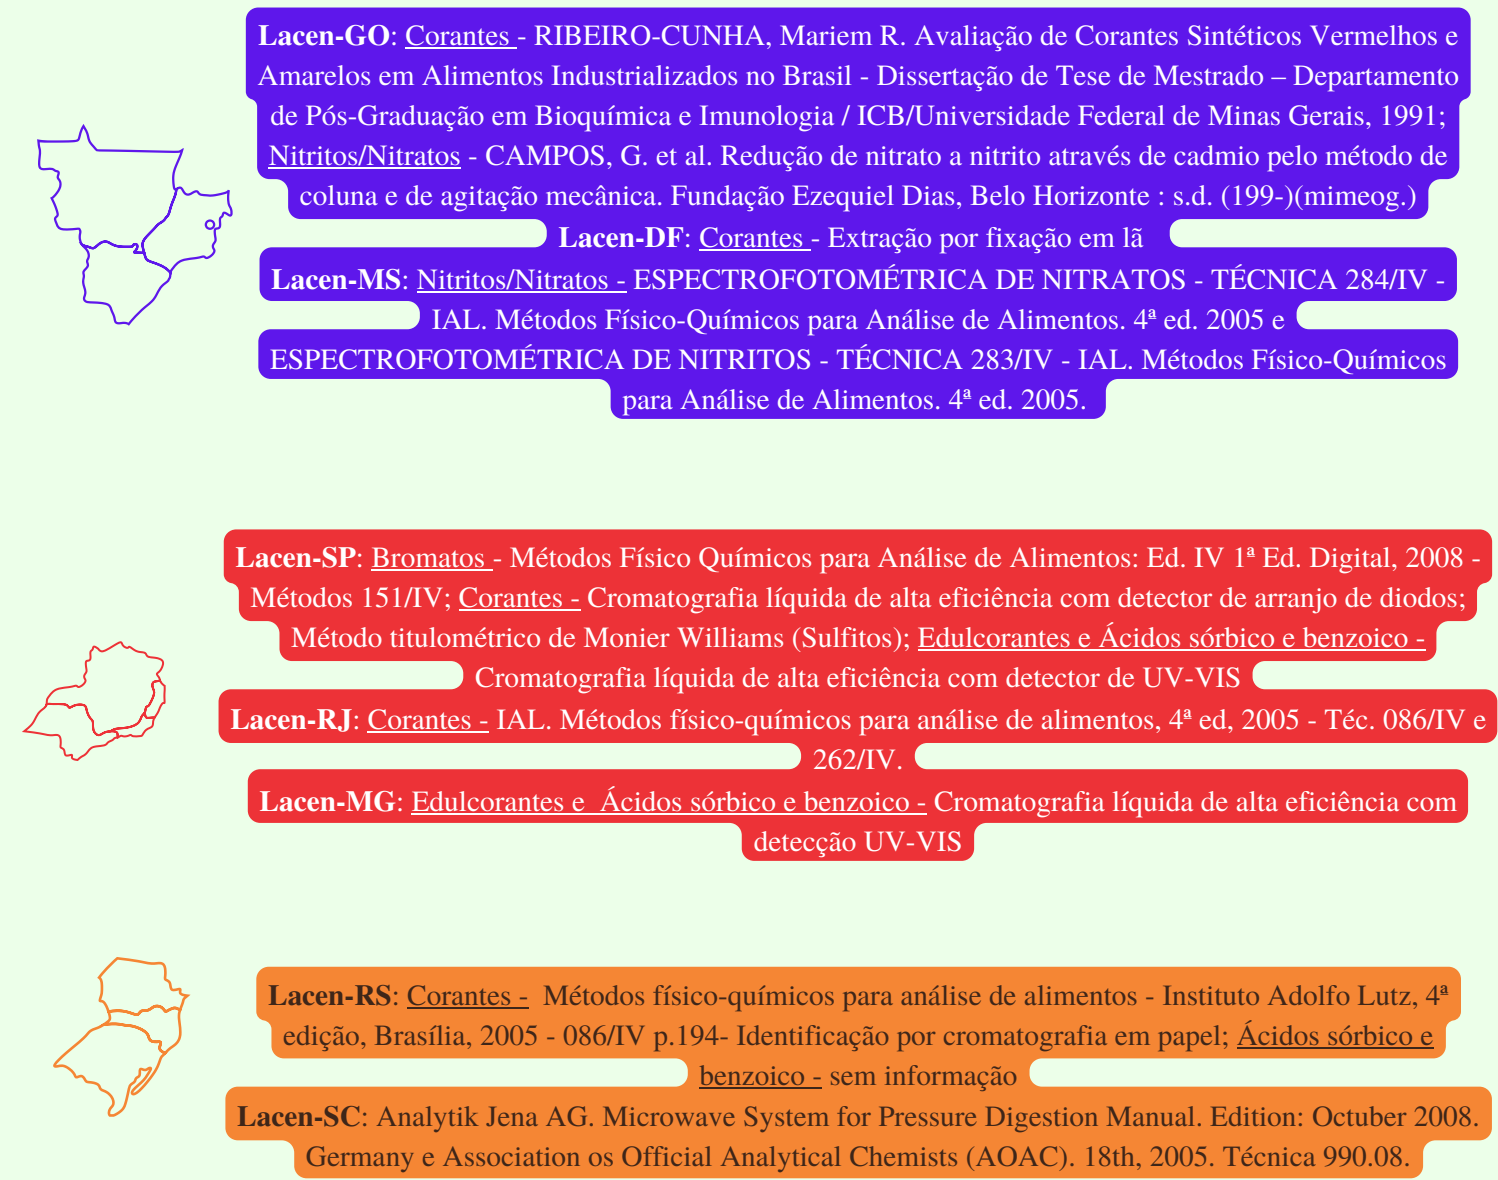 Lacen-GO: Corantes - RIBEIRO-CUNHA, Mariem R. Avaliação de Corantes Sintéticos Vermelhos e
Amarelos em Alimentos Industrializados no Brasil - Dissertação de Tese de Mestrado – Departamento
de Pós-Graduação em Bioquímica e Imunologia / ICB/Universidade Federal de Minas Gerais, 1991;
Nitritos/Nitratos - CAMPOS, G. et al. Redução de nitrato a nitrito através de cadmio pelo método de
coluna e de agitação mecânica. Fundação Ezequiel Dias, Belo Horizonte : s.d. (199-)(mimeog.)
Lacen-DF: Corantes - Extração por fixação em lã
Lacen-MS: Nitritos/Nitratos - ESPECTROFOTOMÉTRICA DE NITRATOS - TÉCNICA 284/IV -
IAL. Métodos Físico-Químicos para Análise de Alimentos. 4ª ed. 2005 e
ESPECTROFOTOMÉTRICA DE NITRITOS - TÉCNICA 283/IV - IAL. Métodos Físico-Químicos
para Análise de Alimentos. 4ª ed. 2005.
Lacen-SP: Bromatos - Métodos Físico Químicos para Análise de Alimentos: Ed. IV 1ª Ed. Digital, 2008 -
Métodos 151/IV; Corantes - Cromatografia líquida de alta eficiência com detector de arranjo de diodos;
Método titulométrico de Monier Williams (Sulfitos); Edulcorantes e Ácidos sórbico e benzoico -
Cromatografia líquida de alta eficiência com detector de UV-VIS
Lacen-RJ: Corantes - IAL. Métodos físico-químicos para análise de alimentos, 4ª ed, 2005 - Téc. 086/IV e
262/IV.
Lacen-MG: Edulcorantes e Ácidos sórbico e benzoico - Cromatografia líquida de alta eficiência com
detecção UV-VIS
Lacen-RS: Corantes - Métodos físico-químicos para análise de alimentos - Instituto Adolfo Lutz, 4ª
edição, Brasília, 2005 - 086/IV p.194- Identificação por cromatografia em papel; Ácidos sórbico e
benzoico - sem informação
Lacen-SC: Analytik Jena AG. Microwave System for Pressure Digestion Manual. Edition: Octuber 2008.
Germany e Association os Official Analytical Chemists (AOAC). 18th, 2005. Técnica 990.08.